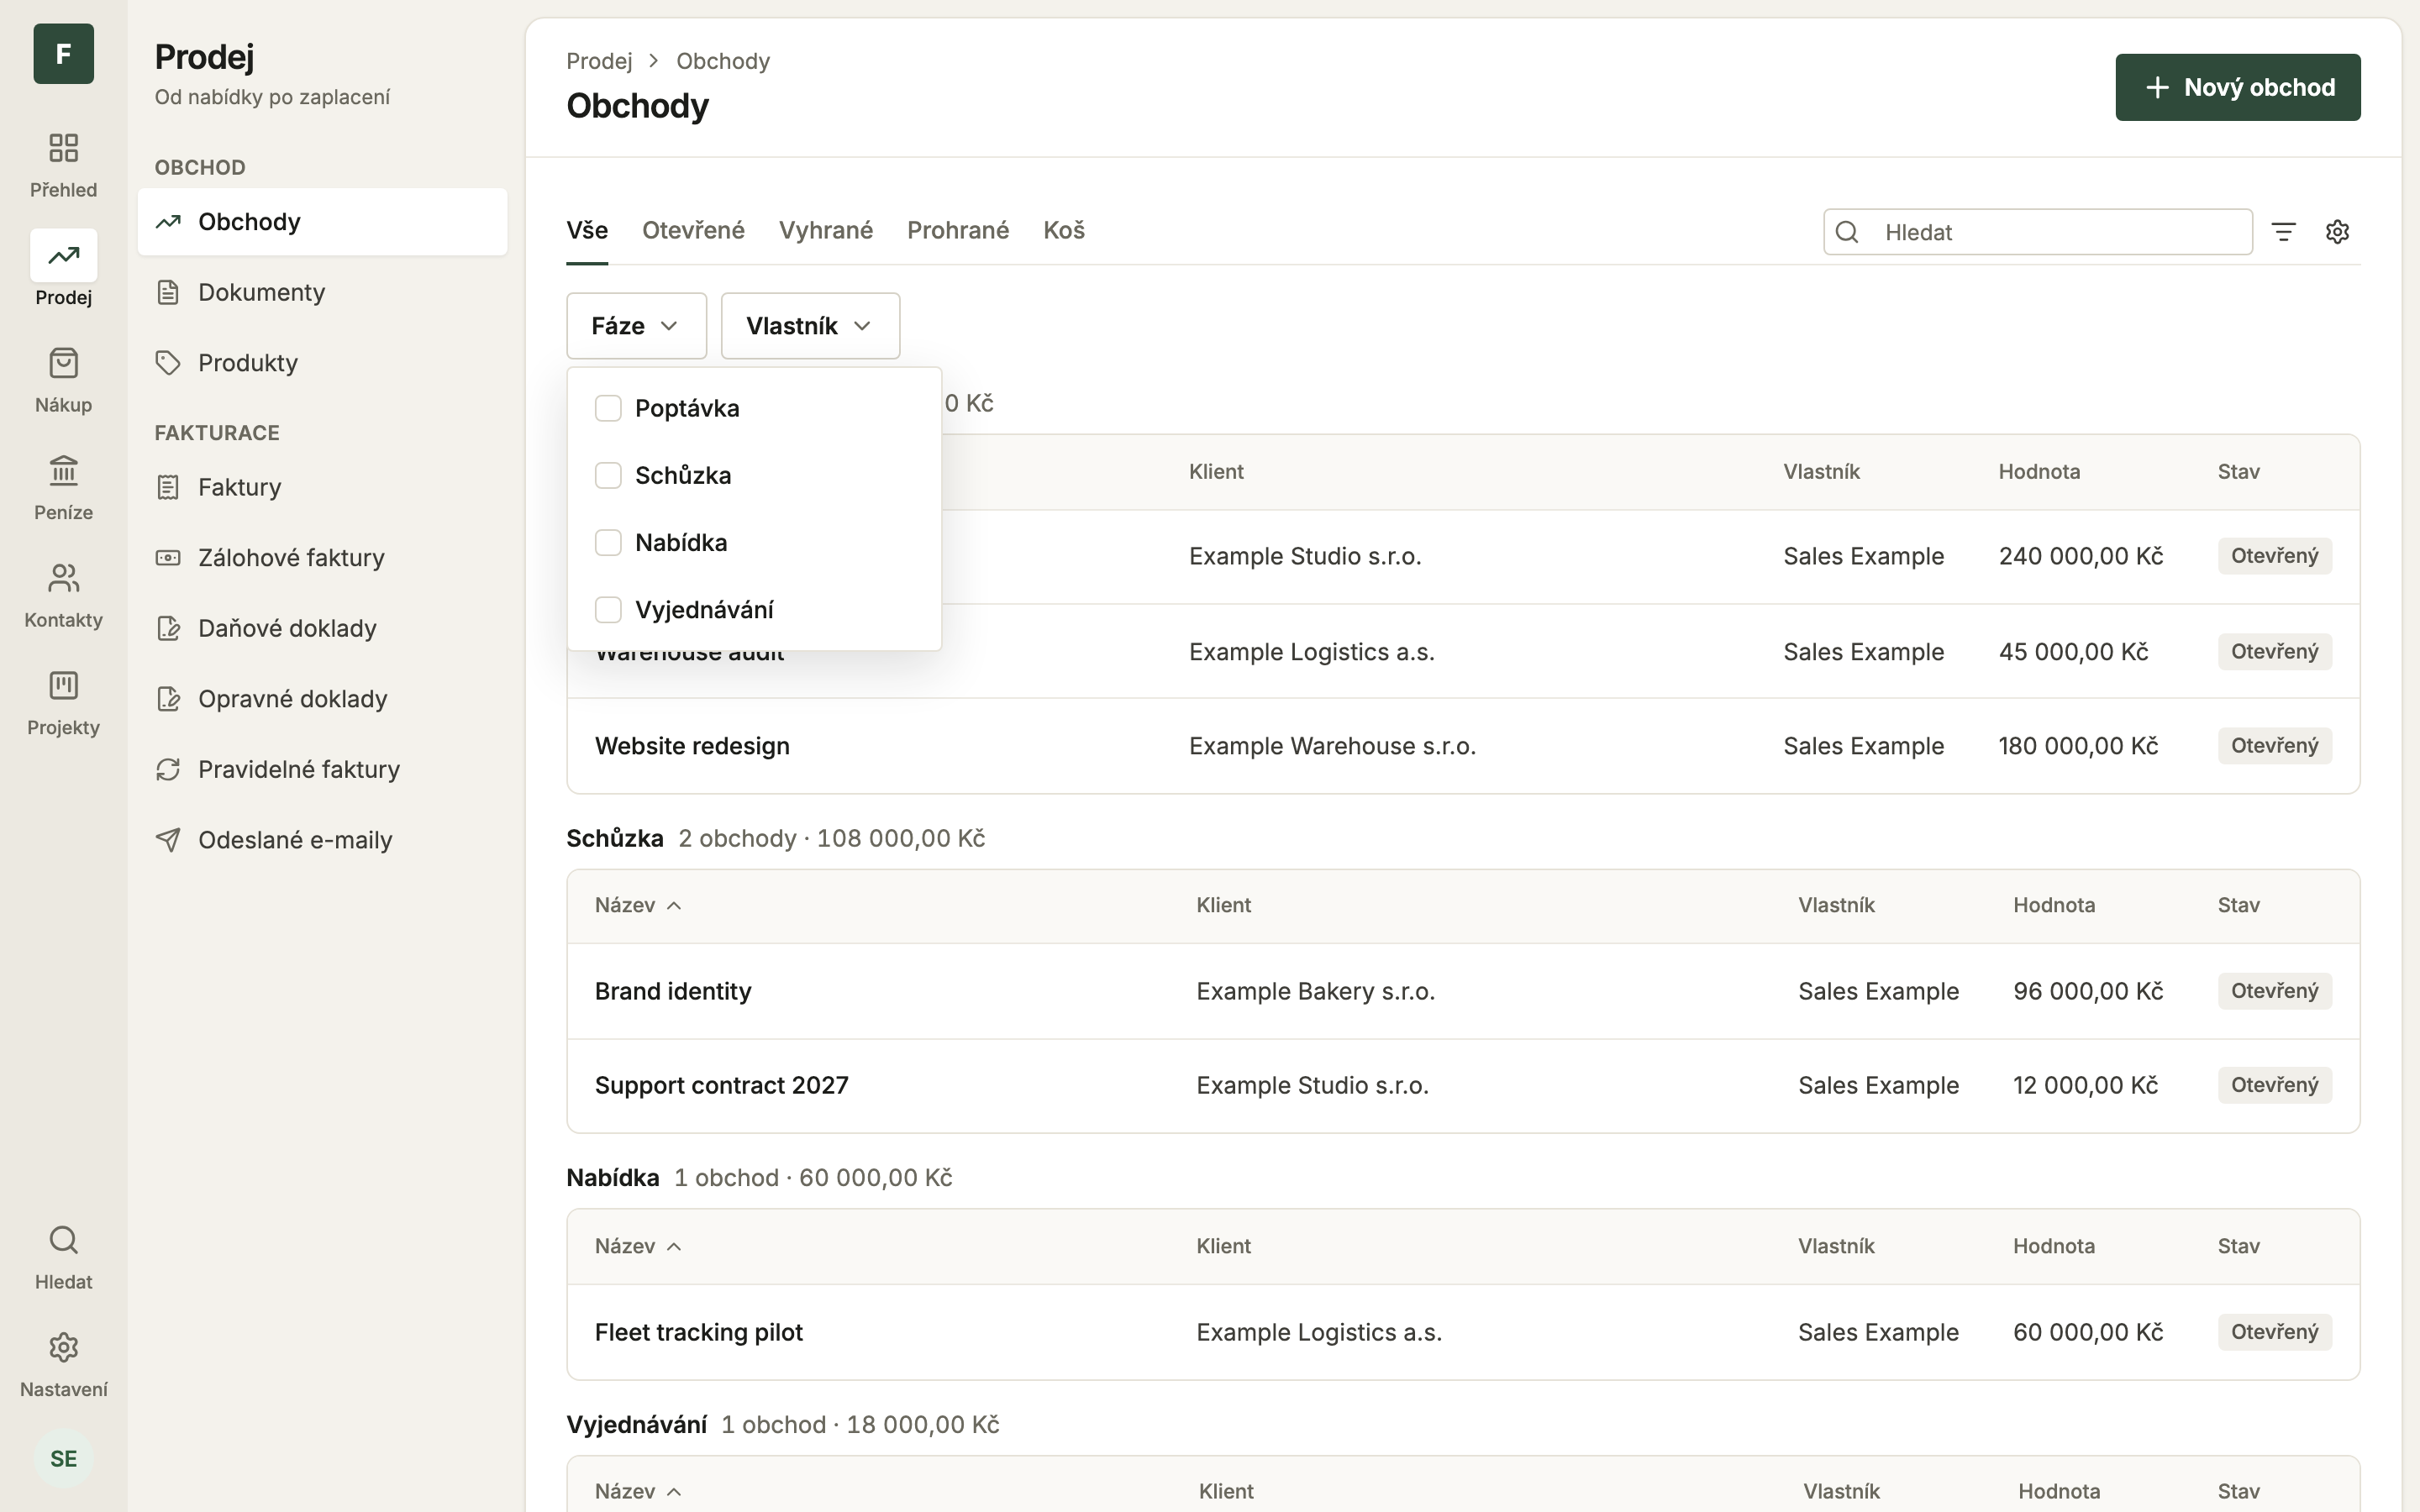 F
Přehled
Prodej
Nákup
Peníze
Kontakty
Projekty
Hledat
Nastavení
SE
Prodej
Od nabídky po zaplacení
OBCHOD
Obchody
Dokumenty
Produkty
FAKTURACE
Faktury
Zálohové faktury
Daňové doklady
Opravné doklady
Pravidelné faktury
Odeslané e-maily
Prodej > Obchody
Obchody
Nový obchod
Vše Otevřené Vyhrané Prohrané Koš
Hledat
Fáze Vlastník
Poptávka
Schůzka
Nabídka
Vyjednávání
0 Kč
Klient Vlastník Hodnota Stav
Example Studio s.r.o. Sales Example 240 000,00 Kč Otevřený
Warehouse audit Example Logistics a.s. Sales Example 45 000,00 Kč Otevřený
Website redesign Example Warehouse s.r.o. Sales Example 180 000,00 Kč Otevřený
Schůzka 2 obchody · 108 000,00 Kč
Název Klient Vlastník Hodnota Stav
Brand identity Example Bakery s.r.o. Sales Example 96 000,00 Kč Otevřený
Support contract 2027 Example Studio s.r.o. Sales Example 12 000,00 Kč Otevřený
Nabídka 1 obchod · 60 000,00 Kč
Název Klient Vlastník Hodnota Stav
Fleet tracking pilot Example Logistics a.s. Sales Example 60 000,00 Kč Otevřený
Vyjednávání 1 obchod · 18 000,00 Kč
Název Klient Vlastník Hodnota Stav